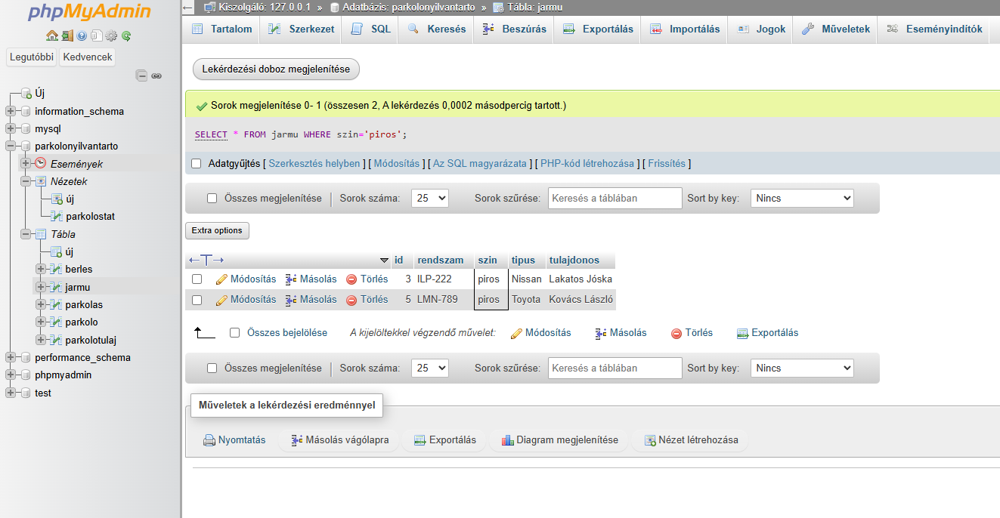 phpMyAdmin
Legutóbbi Kedvencek
Új
information_schema
mysql
parkolonyilvantarto
Események
Nézetek
új
parkolostat
Tábla
új
berles
jarmu
parkolas
parkolo
parkolotulaj
performance_schema
phpmyadmin
test
← Kiszolgáló: 127.0.0.1 » Adatbázis: parkolonyilvantarto » Tábla: jarmu
Tartalom Szerkezet SQL Keresés Beszúrás Exportálás Importálás Jogok Műveletek Eseményindítók
Lekérdezési doboz megjelenítése
Sorok megjelenítése 0- 1 (összesen 2, A lekérdezés 0,0002 másodpercig tartott.)
SELECT * FROM jarmu WHERE szin='piros';
Adatgyűjtés [ Szerkesztés helyben ] [ Módosítás ] [ Az SQL magyarázata ] [ PHP-kód létrehozása ] [ Frissítés ]
Összes megjelenítése Sorok száma: 25 Sorok szűrése: Keresés a táblában Sort by key: Nincs
Extra options
←T→ id rendszam szin tipus tulajdonos
Módosítás Másolás Törlés 3 ILP-222 piros Nissan Lakatos Jóska
Módosítás Másolás Törlés 5 LMN-789 piros Toyota Kovács László
Összes bejelölése A kijelöltekkel végzendő művelet: Módosítás Másolás Törlés Exportálás
Összes megjelenítése Sorok száma: 25 Sorok szűrése: Keresés a táblában Sort by key: Nincs
Műveletek a lekérdezési eredménnyel
Nyomtatás Másolás vágólapra Exportálás Diagram megjelenítése Nézet létrehozása